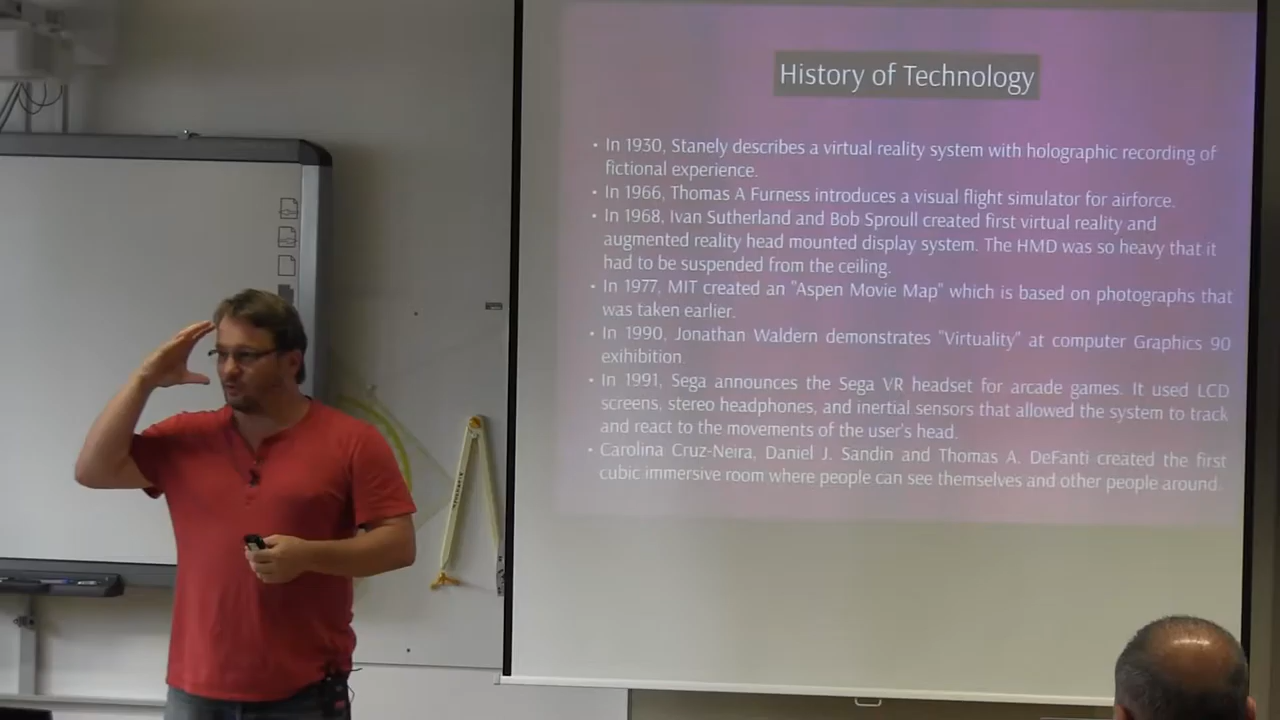 History of Technology
• In 1930, Stanely describes a virtual reality system with holographic recording of
fictional experience.
• In 1966, Thomas A Furness introduces a visual flight simulator for airforce.
• In 1968, Ivan Sutherland and Bob Sproull created first virtual reality and
augmented reality head mounted display system. The HMD was so heavy that it
had to be suspended from the ceiling.
• In 1977, MIT created an "Aspen Movie Map" which is based on photographs that
was taken earlier.
• In 1990, Jonathan Waldern demonstrates "Virtuality" at computer Graphics 90
exihibition
• In 1991, Sega announces the Sega VR headset for arcade games. It used LCD
screens, stereo headphones, and inertial sensors that allowed the system to track
and react to the movements of the user's head.
• Carolina Cruz-Neira, Daniel J. Sandin and Thomas A. DeFanti created the first
cubic immersive room where people can see themselves and other people around.